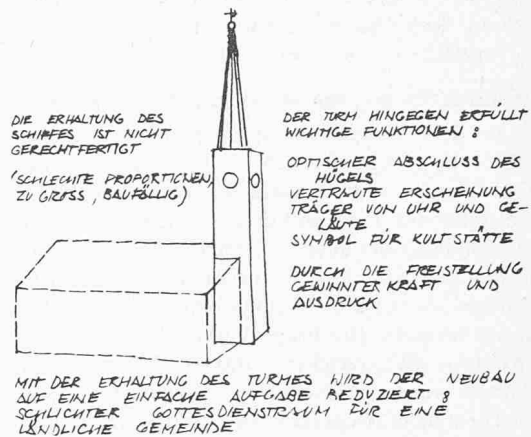 DIE ERHALTUNG DES
SCHIFFES IST NICHT
GERECHTFERTIGT
(SCHLECHTE PROPORTIONEN,
ZU GROSS, BAUFÄLLIG)
DER TURM HINGEGEN ERFÜLLT
WICHTIGE FUNKTIONEN :
OPTISCHER ABSCHLUSS DES
HÜGELS
VERTRAUTE ERSCHEINUNG
TRÄGER VON UHR UND GE-
LÄUTE
SYMBOL FÜR KULTSTÄTTE
DURCH DIE FREISTELLUNG
GEWINNT ER KRAFT UND
AUSDRUCK
MIT DER ERHALTUNG DES TURMES WIRD DER NEUBAU
AUF EINE EINFACHE AUFGABE REDUZIERT :
SCHLICHTER GOTTESDIENSTRAUM FÜR EINE
LÄNDLICHE GEMEINDE